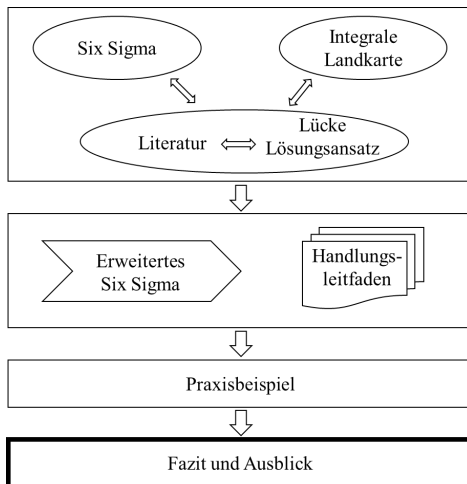 Six Sigma
Integrale
Landkarte
Literatur
Lücke
Lösungsansatz
Erweitertes
Six Sigma
Handlungs-
leitfaden
Praxisbeispiel
Fazit und Ausblick